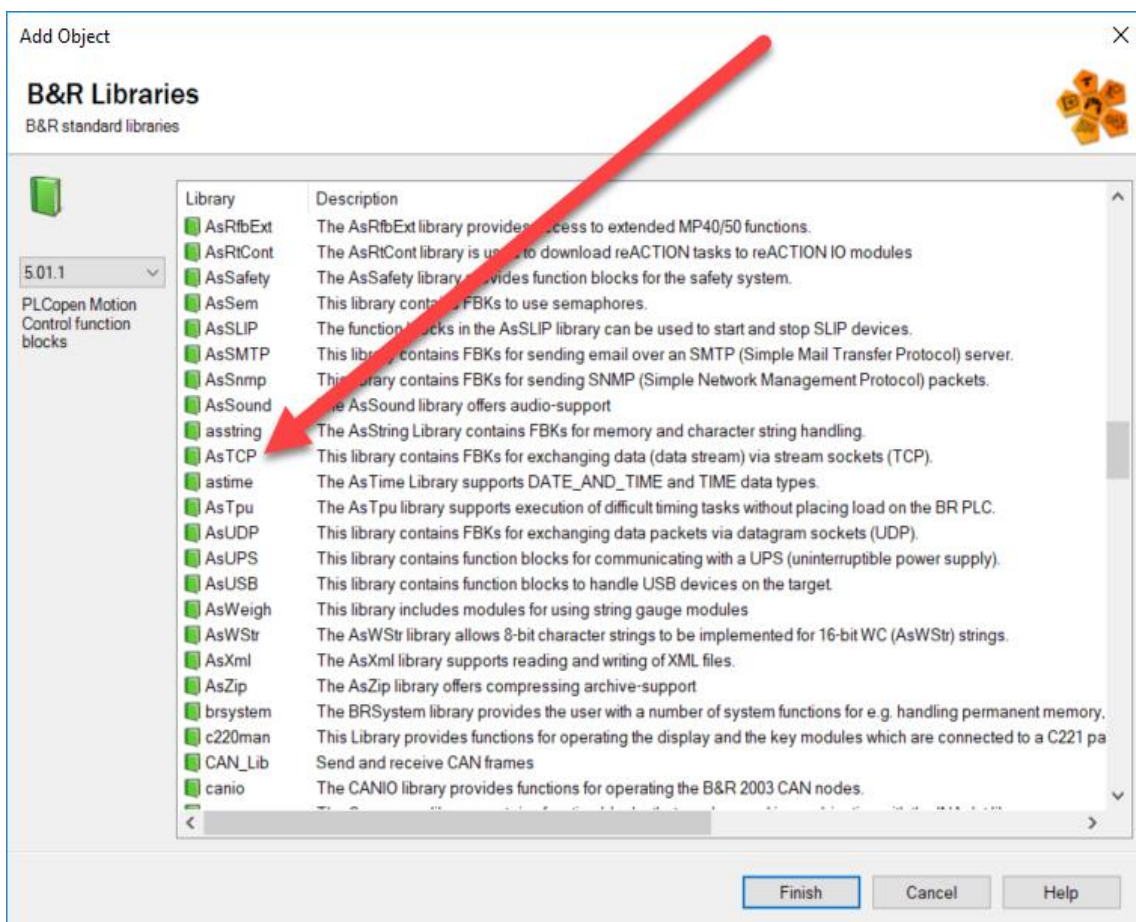 Add Object
B&R Libraries
B&R standard libraries
5.01.1
PLCopen Motion
Control function
blocks
Library Description
AsRfbExt The AsRfbExt library provides access to extended MP40/50 functions.
AsRtCont The AsRtCont library is used to download reACTION tasks to reACTION IO modules
AsSafety The AsSafety library provides function blocks for the safety system.
AsSem This library contains FBKs to use semaphores.
AsSLIP The function blocks in the AsSLIP library can be used to start and stop SLIP devices.
AsSMTP This library contains FBKs for sending email over an SMTP (Simple Mail Transfer Protocol) server.
AsSnmp This library contains FBKs for sending SNMP (Simple Network Management Protocol) packets.
AsSound The AsSound library offers audio-support
asstring The AsString Library contains FBKs for memory and character string handling.
AsTCP This library contains FBKs for exchanging data (data stream) via stream sockets (TCP).
astime The AsTime Library supports DATE_AND_TIME and TIME data types.
AsTpu The AsTpu library supports execution of difficult timing tasks without placing load on the BR PLC.
AsUDP This library contains FBKs for exchanging data packets via datagram sockets (UDP).
AsUPS This library contains function blocks for communicating with a UPS (uninterruptible power supply).
AsUSB This library contains function blocks to handle USB devices on the target.
AsWeigh This library includes modules for using string gauge modules
AsWStr The AsWStr library allows 8-bit character strings to be implemented for 16-bit WC (AsWStr) strings.
AsXml The AsXml library supports reading and writing of XML files.
AsZip The AsZip library offers compressing archive-support
brsystem The BRSystem library provides the user with a number of system functions for e.g. handling permanent memory,
c220man This Library provides functions for operating the display and the key modules which are connected to a C221 pa
CAN_Lib Send and receive CAN frames
canio The CANIO library provides functions for operating the B&R 2003 CAN nodes.
Finish Cancel Help